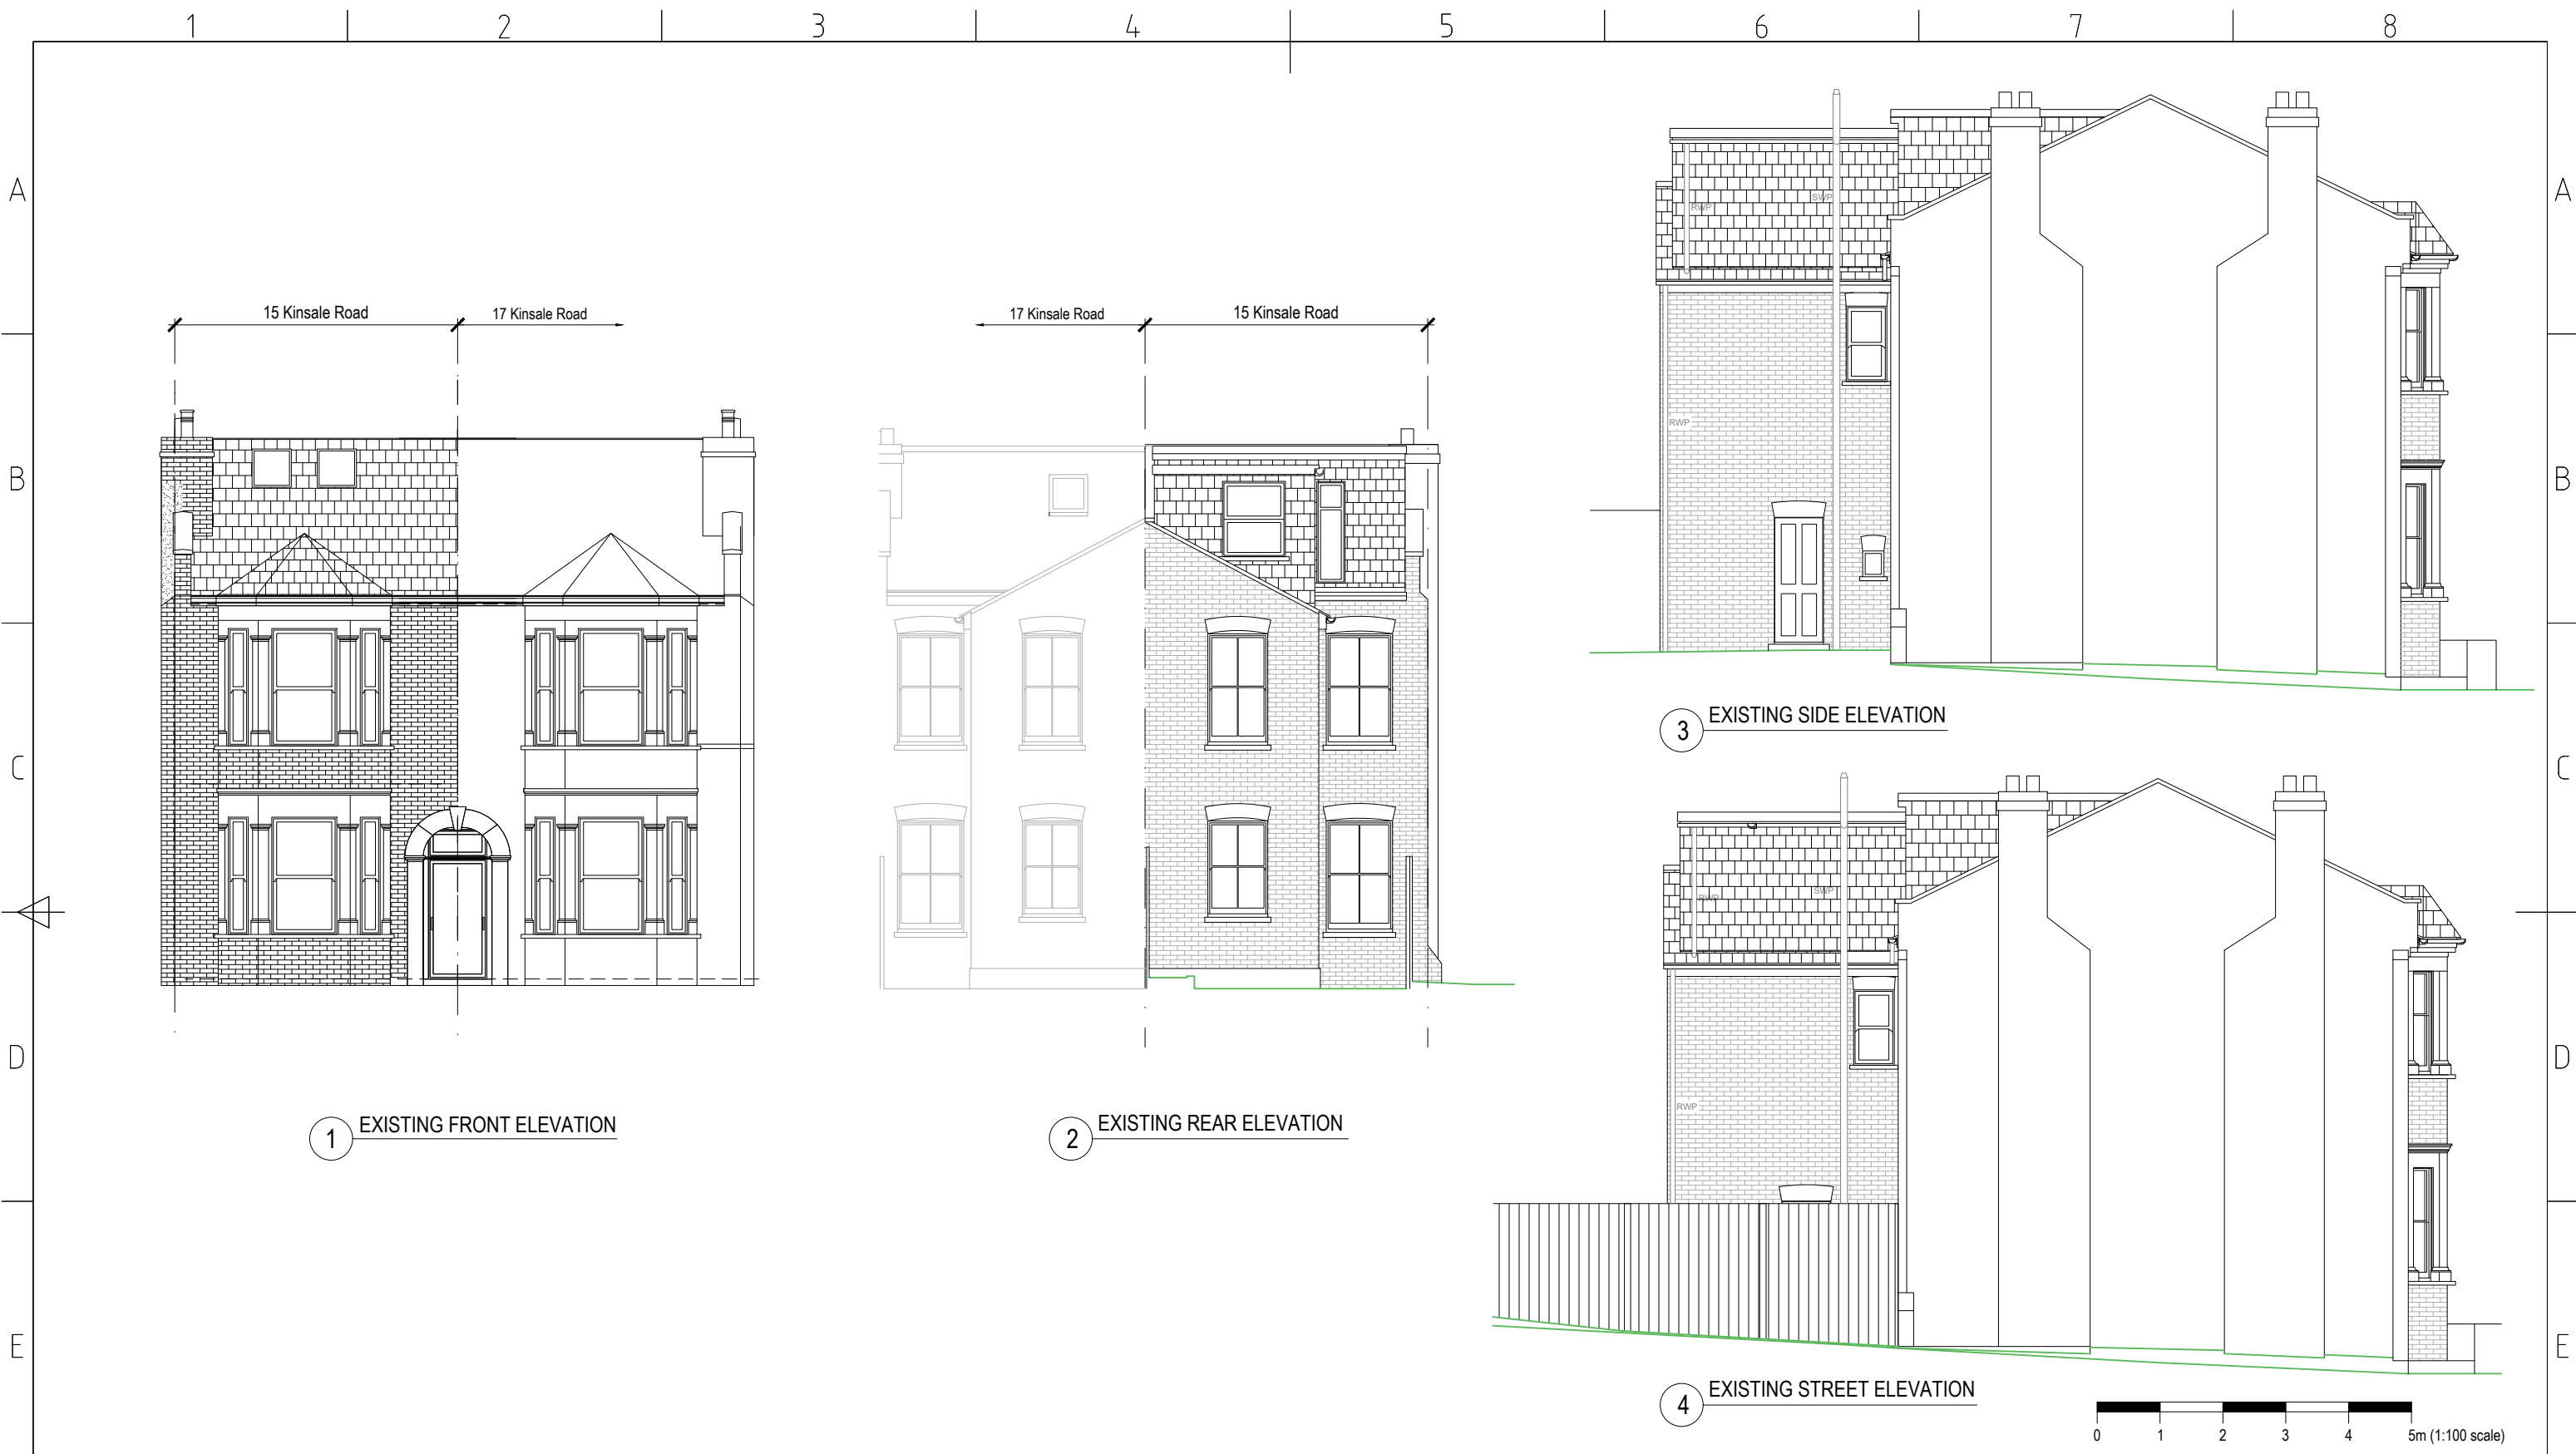 1 2 3 4 5 6 7 8
A A
RWP SWP
15 Kinsale Road 17 Kinsale Road
17 Kinsale Road 15 Kinsale Road
RWP
B B
3 EXISTING SIDE ELEVATION
C C
RWP SWP
D D
RWP
1 EXISTING FRONT ELEVATION
2 EXISTING REAR ELEVATION
E E
4 EXISTING STREET ELEVATION
0 1 2 3 4 5m (1:100 scale)